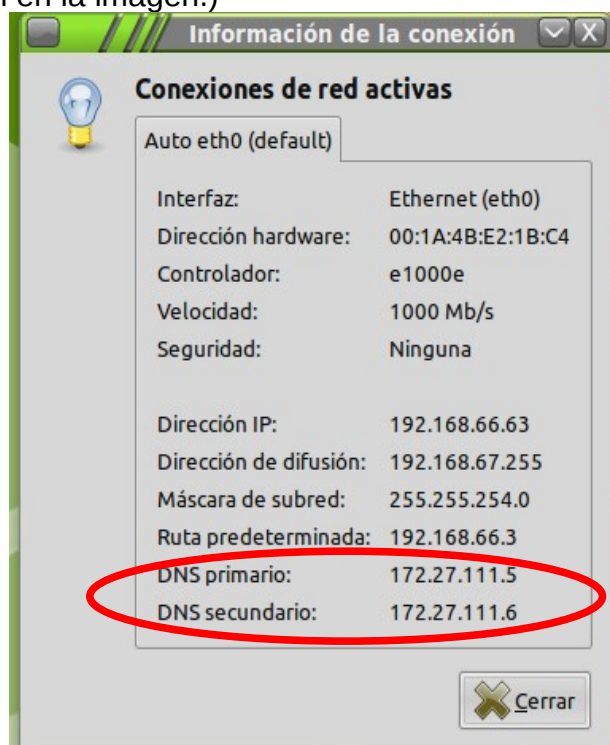 en la imagen.)
Información de la conexión
Conexiones de red activas
Auto eth0 (default)
Interfaz: Ethernet (eth0)
Dirección hardware: 00:1A:4B:E2:1B:C4
Controlador: e1000e
Velocidad: 1000 Mb/s
Seguridad: Ninguna
Dirección IP: 192.168.66.63
Dirección de difusión: 192.168.67.255
Máscara de subred: 255.255.254.0
Ruta predeterminada: 192.168.66.3
DNS primario: 172.27.111.5
DNS secundario: 172.27.111.6
Cerrar